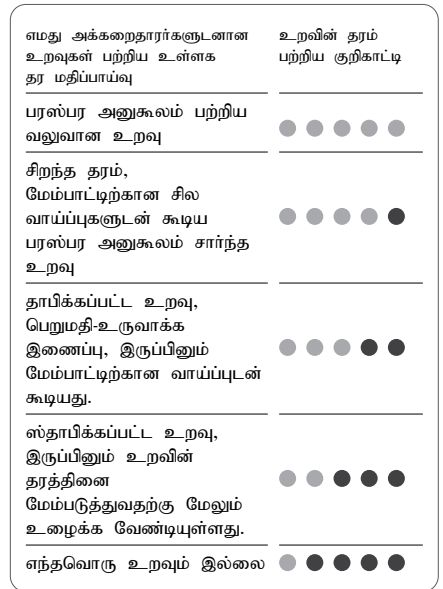 எமது அக்கறைதாரர்களுடனான
உறவுகள் பற்றிய உள்ளக
தர மதிப்பாய்வு
உறவின் தரம்
பற்றிய குறிகாட்டி
பரஸ்பர அனுகூலம் பற்றிய
வலுவான உறவு
சிறந்த தரம்,
மேம்பாட்டிற்கான சில
வாய்ப்புகளுடன் கூடிய
பரஸ்பர அனுகூலம் சார்ந்த
உறவு
தாபிக்கப்பட்ட உறவு,
பெறுமதி-உருவாக்க
இணைப்பு, இருப்பினும்
மேம்பாட்டிற்கான வாய்ப்புடன்
கூடியது.
ஸ்தாபிக்கப்பட்ட உறவு,
இருப்பினும் உறவின்
தரத்தினை
மேம்படுத்துவதற்கு மேலும்
உழைக்க வேண்டியுள்ளது.
எந்தவொரு உறவும் இல்லை